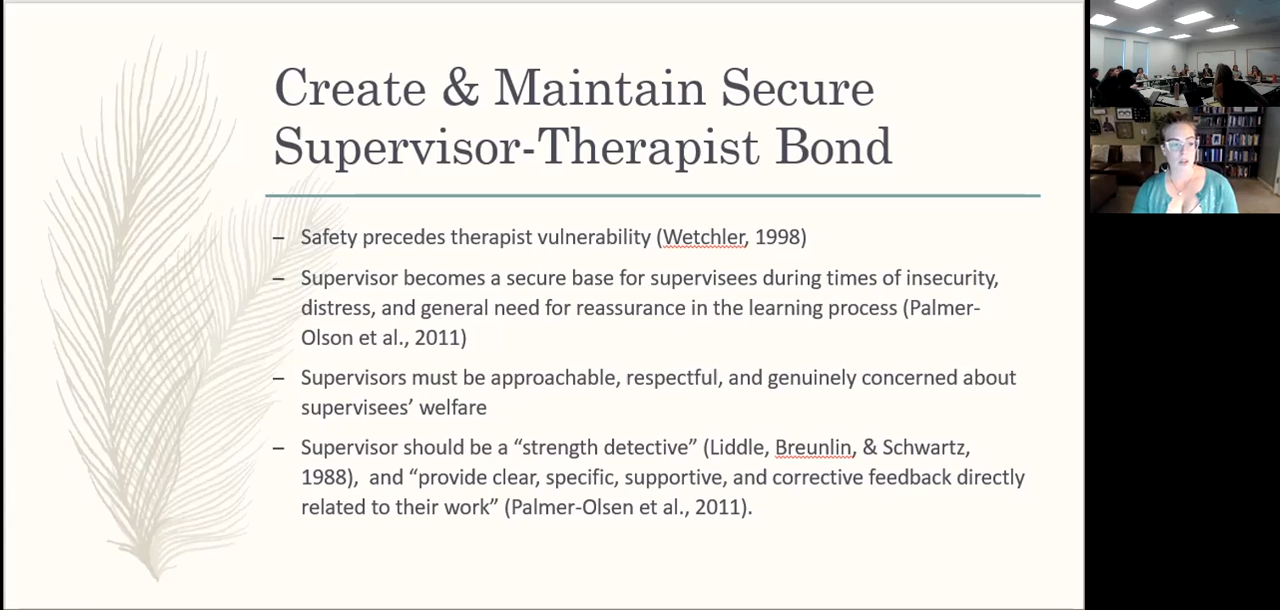 Create & Maintain Secure
Supervisor-Therapist Bond
– Safety precedes therapist vulnerability (Wetchler, 1998)
– Supervisor becomes a secure base for supervisees during times of insecurity,
distress, and general need for reassurance in the learning process (Palmer-
Olson et al., 2011)
– Supervisors must be approachable, respectful, and genuinely concerned about
supervisees’ welfare
– Supervisor should be a “strength detective” (Liddle, Breunlin, & Schwartz,
1988),  and “provide clear, specific, supportive, and corrective feedback directly
related to their work” (Palmer-Olsen et al., 2011).